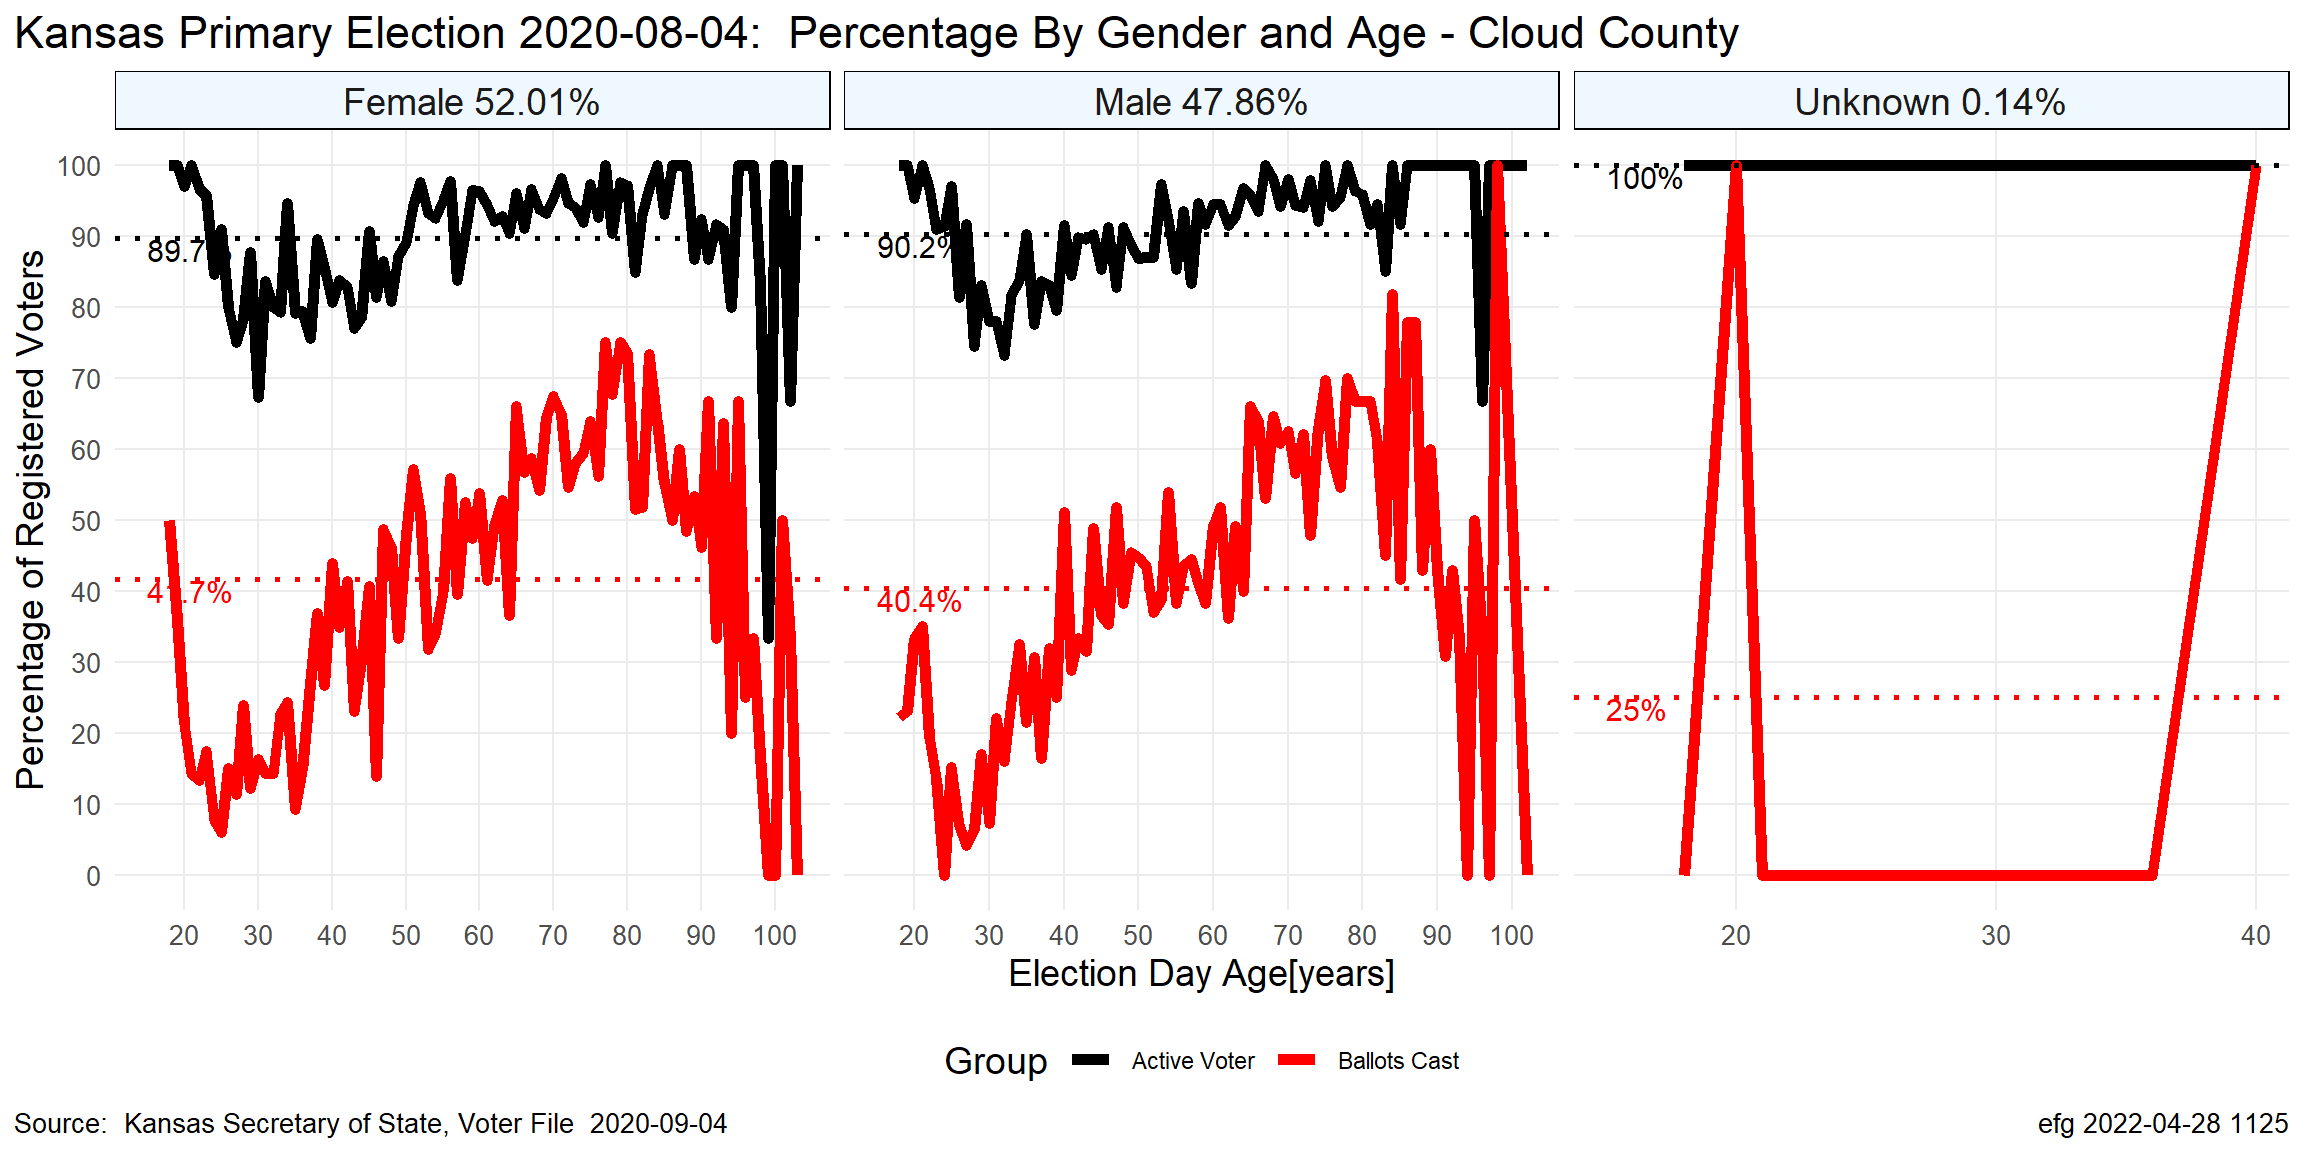 Kansas Primary Election 2020-08-04:  Percentage By Gender and Age - Cloud County
Female 52.01%
Male 47.86%
Unknown 0.14%
Percentage of Registered Voters
100
90
80
70
60
50
40
30
20
10
0
89.7%
41.7%
90.2%
40.4%
100%
25%
20 30 40 50 60 70 80 90 100
20 30 40 50 60 70 80 90 100
20 30 40
Election Day Age[years]
Group Active Voter Ballots Cast
Source:  Kansas Secretary of State, Voter File  2020-09-04
efg 2022-04-28 1125